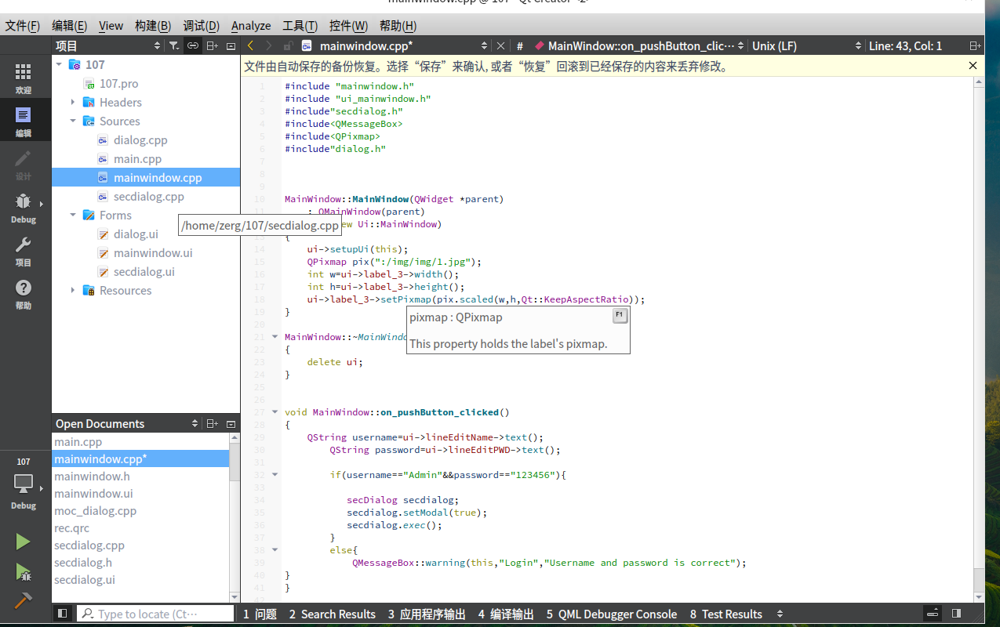 mainwindow.cpp @ 107 - Qt Creator <2>
文件(F) 编辑(E) View 构建(B) 调试(D) Analyze 工具(T) 控件(W) 帮助(H)
项目
mainwindow.cpp*
# MainWindow::on_pushButton_clic··· Unix (LF) Line: 43, Col: 1
文件由自动保存的备份恢复。选择“保存”来确认, 或者“恢复”回滚到已经保存的内容来丢弃修改。
欢迎
编辑
设计
Debug
项目
帮助
107
Debug
107
107.pro
Headers
Sources
dialog.cpp
main.cpp
mainwindow.cpp
secdialog.cpp
Forms
dialog.ui
mainwindow.ui
secdialog.ui
Resources
/home/zerg/107/secdialog.cpp
Open Documents
main.cpp
mainwindow.cpp*
mainwindow.h
mainwindow.ui
moc_dialog.cpp
rec.qrc
secdialog.cpp
secdialog.h
secdialog.ui
1 #include "mainwindow.h"
2 #include "ui_mainwindow.h"
3 #include"secdialog.h"
4 #include<QMessageBox>
5 #include<QPixmap>
6 #include"dialog.h"
7
8
9
10 MainWindow::MainWindow(QWidget *parent)
11 : QMainWindow(parent)
ew Ui::MainWindow)
{
14 ui->setupUi(this);
15 QPixmap pix(":/img/img/1.jpg");
16 int w=ui->label_3->width();
17 int h=ui->label_3->height();
18 ui->label_3->setPixmap(pix.scaled(w,h,Qt::KeepAspectRatio));
19 }
20
21 MainWindow::~MainWindo
22 {
23 delete ui;
24 }
25
26
27 void MainWindow::on_pushButton_clicked()
28 {
29 QString username=ui->lineEditName->text();
30 QString password=ui->lineEditPWD->text();
31
32 if(username=="Admin"&&password=="123456"){
33
34 secDialog secdialog;
35 secdialog.setModal(true);
36 secdialog.exec();
37 }
38 else{
39 QMessageBox::warning(this,"Login","Username and password is correct");
40 }
41 }
42
pixmap : QPixmap F1
This property holds the label's pixmap.
Type to locate (Ct···
1 问题 2 Search Results 3 应用程序输出 4 编译输出 5 QML Debugger Console 8 Test Results